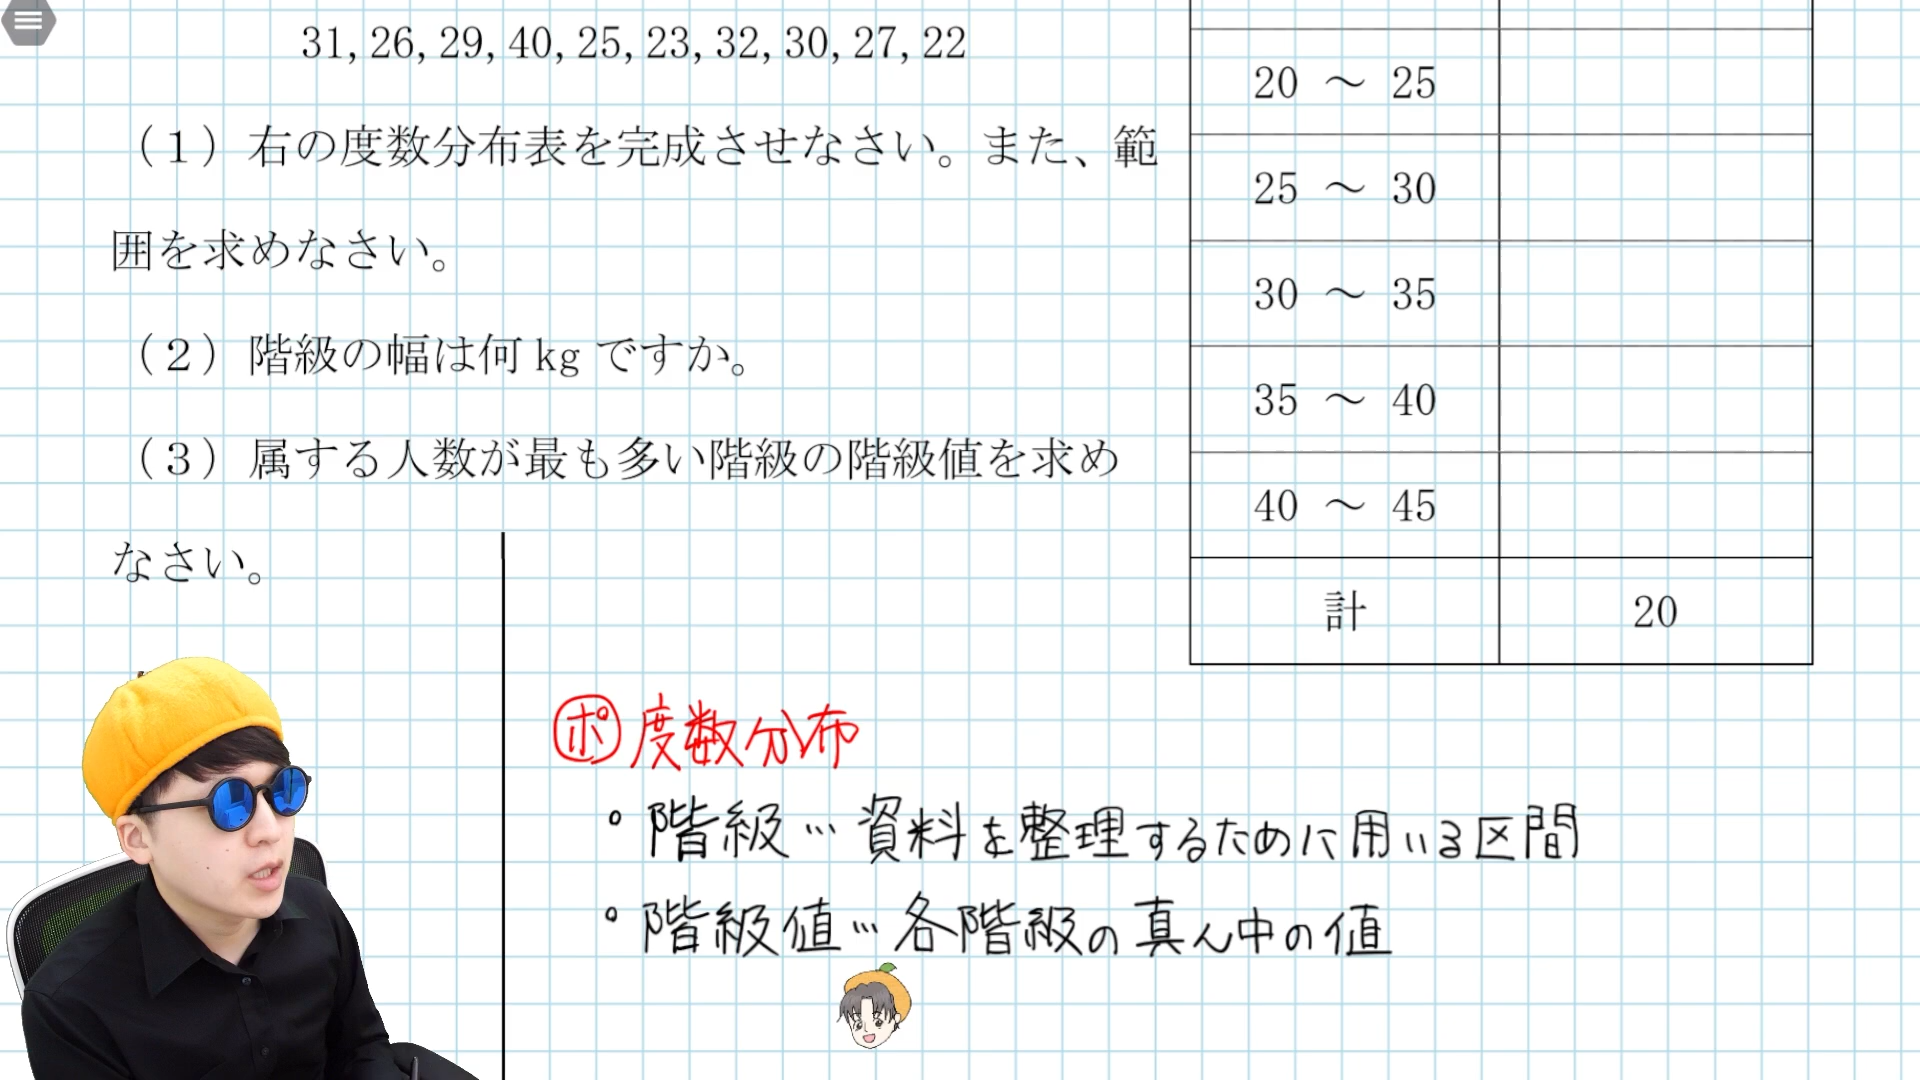 31, 26, 29, 40, 25, 23, 32, 30, 27, 22
（１）右の度数分布表を完成させなさい。また、範
囲を求めなさい。
（２）階級の幅は何 kg ですか。
（３）属する人数が最も多い階級の階級値を求め
なさい。
20 ～ 25
25 ～ 30
30 ～ 35
35 ～ 40
40 ～ 45
計 20
ポ 度数分布
・階級…資料を整理するために用いる区間
・階級値…各階級の真ん中の値